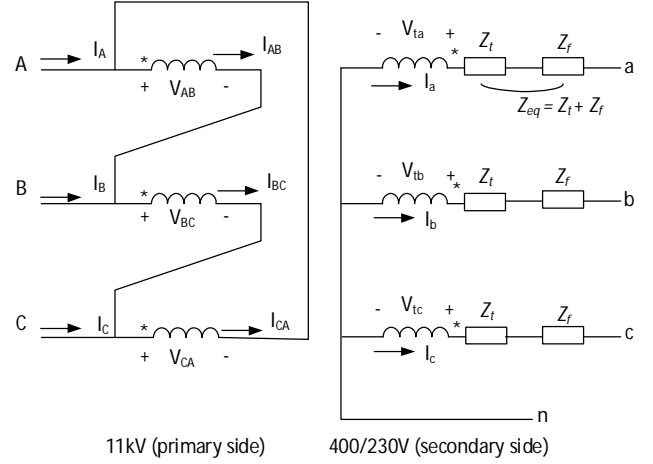 A I_A * I_AB
+ V_AB -
B I_B * I_BC
+ V_BC -
C I_C * I_CA
+ V_CA -
11kV (primary side)
- V_ta + * Z_t Z_f a
I_a
Z_eq = Z_t + Z_f
- V_tb + * Z_t Z_f b
I_b
- V_tc + * Z_t Z_f c
I_c
n
400/230V (secondary side)